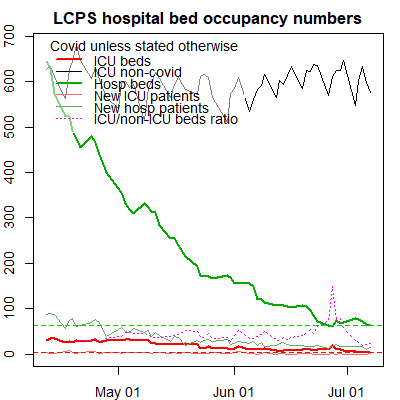 LCPS hospital bed occupancy numbers
Covid unless stated otherwise
ICU beds
ICU non-covid
Hosp beds
New ICU patients
New hosp patients
ICU/non-ICU beds ratio
700
600
500
400
300
200
100
0
May 01 Jun 01 Jul 01